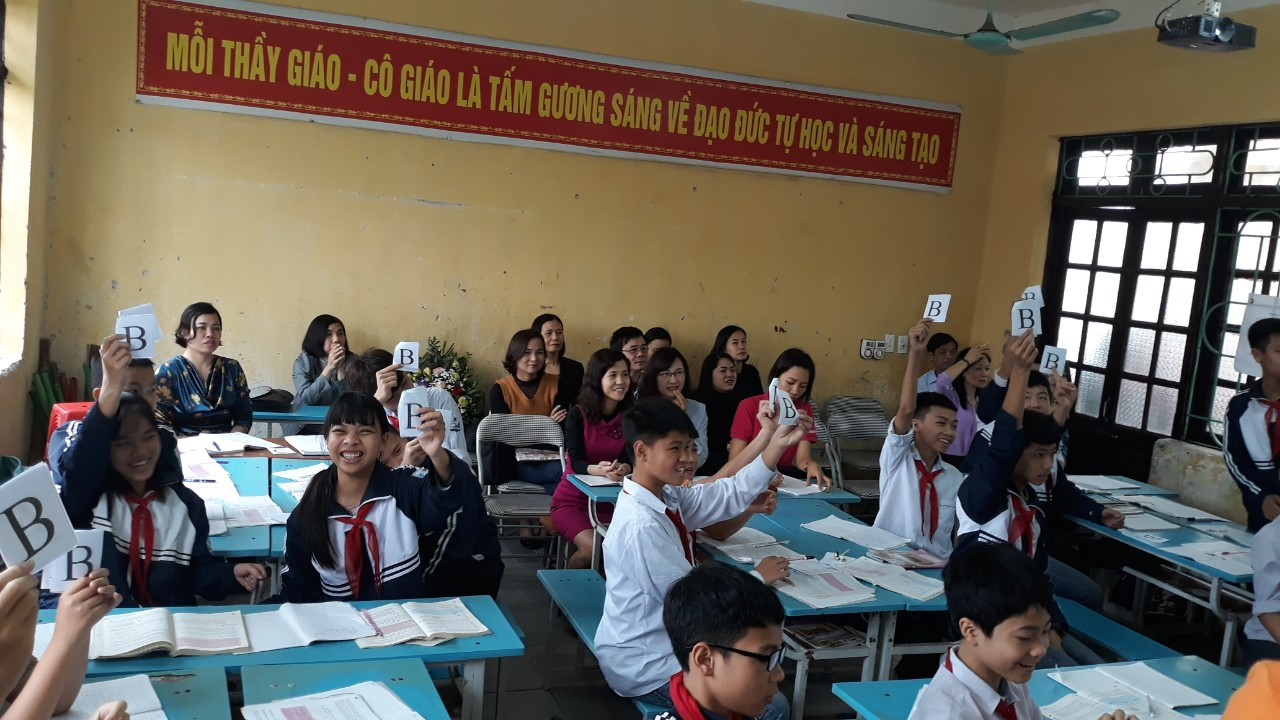 MỖI THẦY GIÁO - CÔ GIÁO LÀ TẤM GƯƠNG SÁNG VỀ ĐẠO ĐỨC TỰ HỌC VÀ SÁNG TẠO
B
B
B
B
B
B
B
B
B